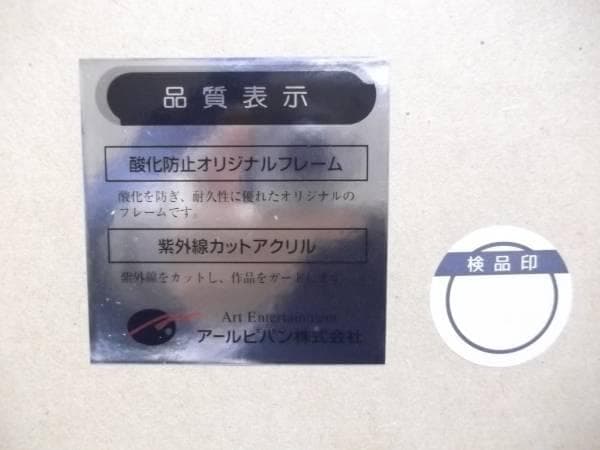 品質表示
酸化防止オリジナルフレーム
酸化を防ぎ、耐久性に優れたオリジナルの
フレームです。
紫外線カットアクリル
紫外線をカットし、作品をガードします。
Art Entertainment
アールビバン株式会社
検品印